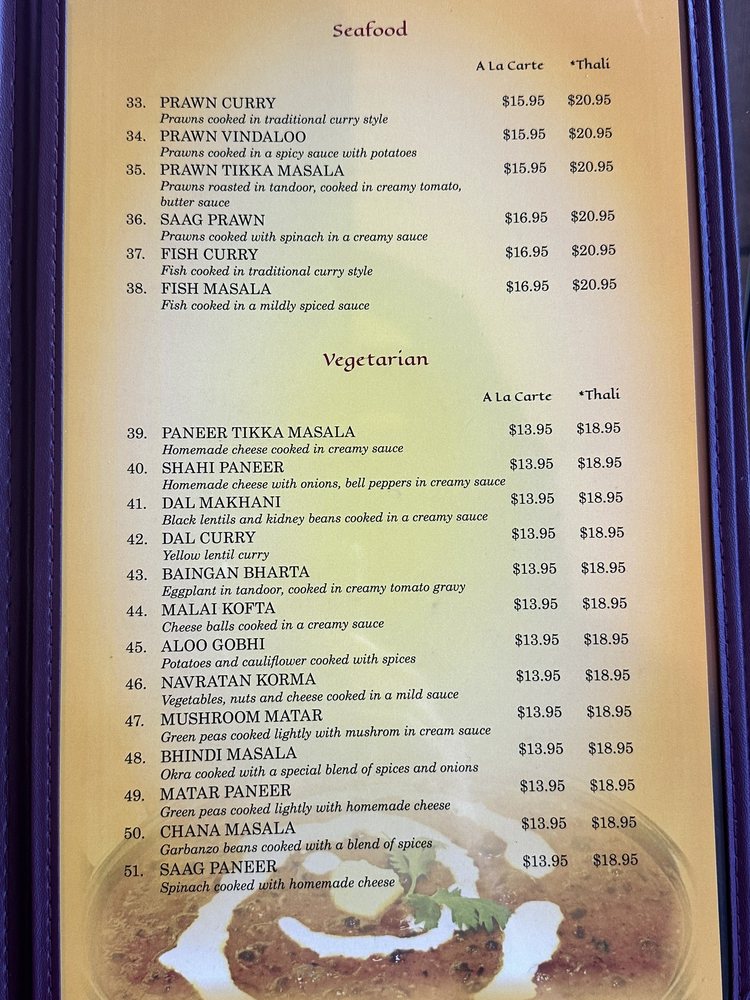 Seafood
A La Carte *Thali
33. PRAWN CURRY $15.95 $20.95
Prawns cooked in traditional curry style
34. PRAWN VINDALOO $15.95 $20.95
Prawns cooked in a spicy sauce with potatoes
35. PRAWN TIKKA MASALA $15.95 $20.95
Prawns roasted in tandoor, cooked in creamy tomato,
butter sauce
36. SAAG PRAWN $16.95 $20.95
Prawns cooked with spinach in a creamy sauce
37. FISH CURRY $16.95 $20.95
Fish cooked in traditional curry style
38. FISH MASALA $16.95 $20.95
Fish cooked in a mildly spiced sauce
Vegetarian
A La Carte *Thali
39. PANEER TIKKA MASALA $13.95 $18.95
Homemade cheese cooked in creamy sauce
40. SHAHI PANEER $13.95 $18.95
Homemade cheese with onions, bell peppers in creamy sauce
41. DAL MAKHANI $13.95 $18.95
Black lentils and kidney beans cooked in a creamy sauce
42. DAL CURRY $13.95 $18.95
Yellow lentil curry
43. BAINGAN BHARTA $13.95 $18.95
Eggplant in tandoor, cooked in creamy tomato gravy
44. MALAI KOFTA $13.95 $18.95
Cheese balls cooked in a creamy sauce
45. ALOO GOBHI $13.95 $18.95
Potatoes and cauliflower cooked with spices
46. NAVRATAN KORMA $13.95 $18.95
Vegetables, nuts and cheese cooked in a mild sauce
47. MUSHROOM MATAR $13.95 $18.95
Green peas cooked lightly with mushrom in cream sauce
48. BHINDI MASALA $13.95 $18.95
Okra cooked with a special blend of spices and onions
49. MATAR PANEER $13.95 $18.95
Green peas cooked lightly with homemade cheese
50. CHANA MASALA $13.95 $18.95
Garbanzo beans cooked with a blend of spices
51. SAAG PANEER $13.95 $18.95
Spinach cooked with homemade cheese